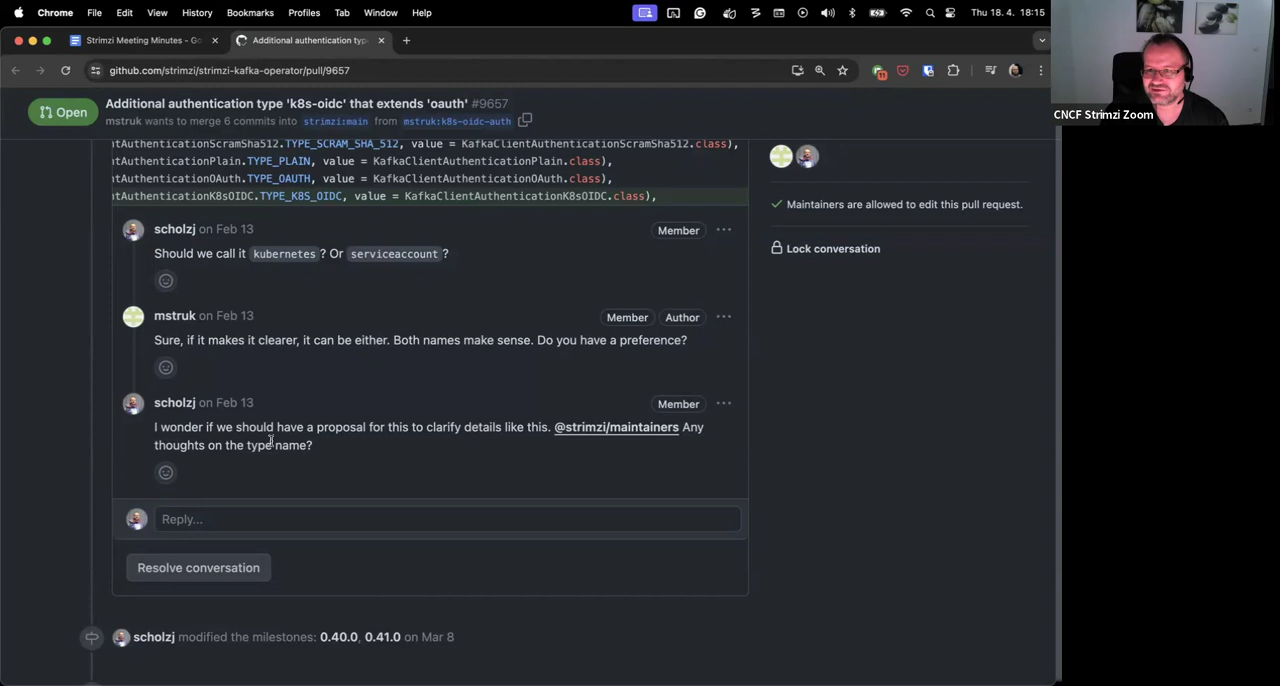 Chrome File Edit View History Bookmarks Profiles Tab Window Help Thu 18. 4. 18:15
Strimzi Meeting Minutes - Go Additional authentication typ
github.com/strimzi/strimzi-kafka-operator/pull/9657 11
Open
Additional authentication type 'k8s-oidc' that extends 'oauth' #9657
mstruk wants to merge 6 commits into strimzi:main from mstruk:k8s-oidc-auth
CNCF Strimzi Zoom
ntAuthenticationScramSha512.TYPE_SCRAM_SHA_512, value = KafkaClientAuthenticationScramSha512.class),
ntAuthenticationPlain.TYPE_PLAIN, value = KafkaClientAuthenticationPlain.class),
ntAuthenticationOAuth.TYPE_OAUTH, value = KafkaClientAuthenticationOAuth.class),
ntAuthenticationK8sOIDC.TYPE_K8S_OIDC, value = KafkaClientAuthenticationK8sOIDC.class),
Maintainers are allowed to edit this pull request.
Lock conversation
scholzj on Feb 13 Member
Should we call it kubernetes? Or serviceaccount?
mstruk on Feb 13 Member Author
Sure, if it makes it clearer, it can be either. Both names make sense. Do you have a preference?
scholzj on Feb 13 Member
I wonder if we should have a proposal for this to clarify details like this. @strimzi/maintainers Any
thoughts on the type name?
Reply...
Resolve conversation
scholzj modified the milestones: 0.40.0, 0.41.0 on Mar 8